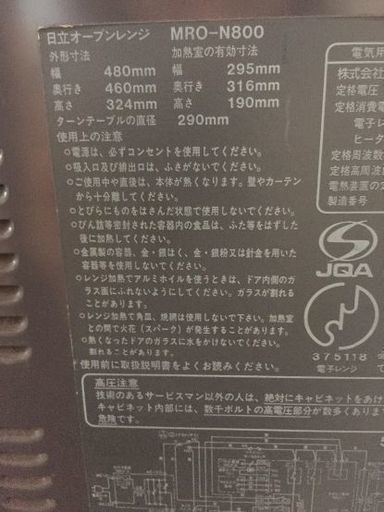 日立オーブンレンジ MRO-N800
外形寸法 加熱室の有効寸法
幅 480mm 幅 295mm
奥行き 460mm 奥行き 316mm
高さ 324mm 高さ 190mm
ターンテーブルの直径 290mm
使用上の注意
○電源は、必ずコンセントを使用してください。
○吸入口及び排出口は、ふさがないでください。
○ご使用中や直後は、本体が熱くなります。壁やカーテン
から十分離してください。
○とびらにものをはさんだ状態で使用しないでください。
○びん詰等密封された容器内の食品は、ふた等をはずした
後に加熱してください。
○金属製の容器、金・銀はく、金・銀粉又は針金を用いた
容器等を使用しないでください。
○レンジ加熱でアルミホイルを使うときは、ドア内側のガ
ラス面にふれないようにしてください。ガラスが割れる
ことがあります。
○レンジ加熱で角皿、焼網は使用しないで下さい。加熱室
との間で火花（スパーク）が発生することがあります。
○熱くなったドアのガラスに水をかけないでください。
割れることがあります。
使用前に取扱説明書をよくお読みください。
高圧注意
技術のあるサービスマン以外の人は、絶対にキャビネットをあけ
キャビネット内部には、数千ボルトの高電圧部分が数多くありま
危険です。
電気用
株式会社
定格電圧
定格消費電
電子レ
ヒータ
定格周波数
定格高周波
電熱装置の定
製造番号
JQA
375118
電子レンジ